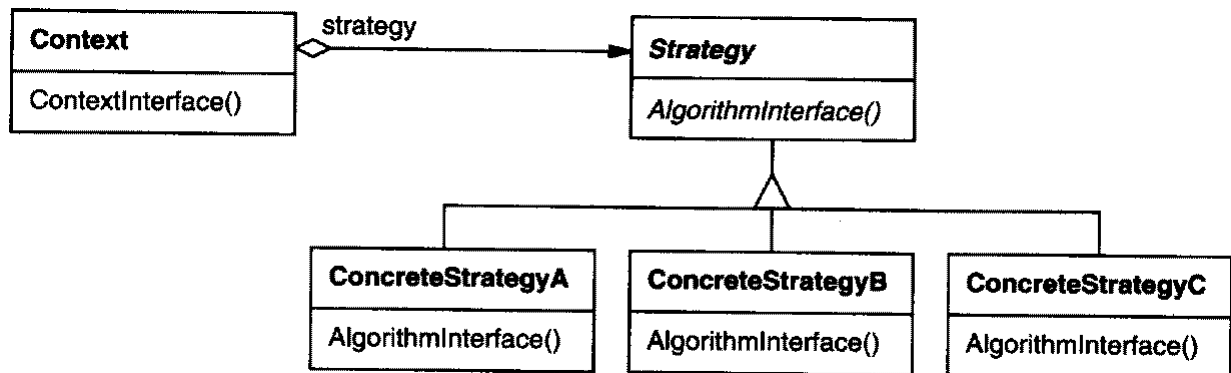 Context
ContextInterface()
strategy
Strategy
AlgorithmInterface()
ConcreteStrategyA
AlgorithmInterface()
ConcreteStrategyB
AlgorithmInterface()
ConcreteStrategyC
AlgorithmInterface()